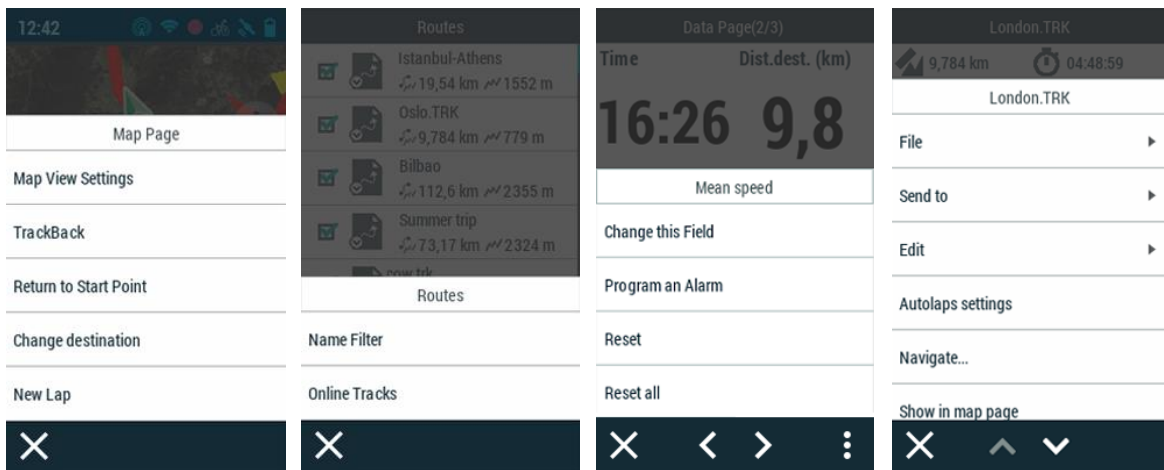 12:42
Map Page
Map View Settings
TrackBack
Return to Start Point
Change destination
New Lap
Routes
Istanbul-Athens
19,54 km 1552 m
Oslo.TRK
9,784 km 779 m
Bilbao
112,6 km 2355 m
Summer trip
73,17 km 2324 m
cow.trk
Routes
Name Filter
Online Tracks
Data Page(2/3)
Time Dist.dest. (km)
16:26 9,8
Mean speed
Change this Field
Program an Alarm
Reset
Reset all
London.TRK
9,784 km 04:48:59
London.TRK
File
Send to
Edit
Autolaps settings
Navigate...
Show in map page